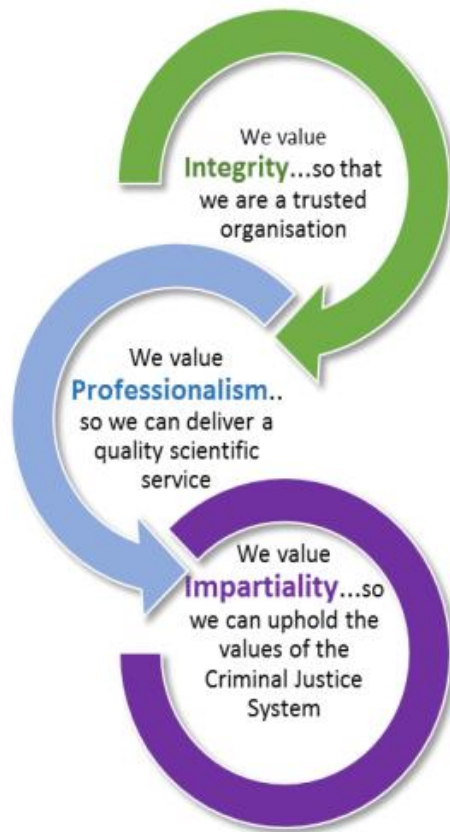 We value
Integrity...so that
we are a trusted
organisation
We value
Professionalism..
so we can deliver a
quality scientific
service
We value
Impartiality...so
we can uphold the
values of the
Criminal Justice
System